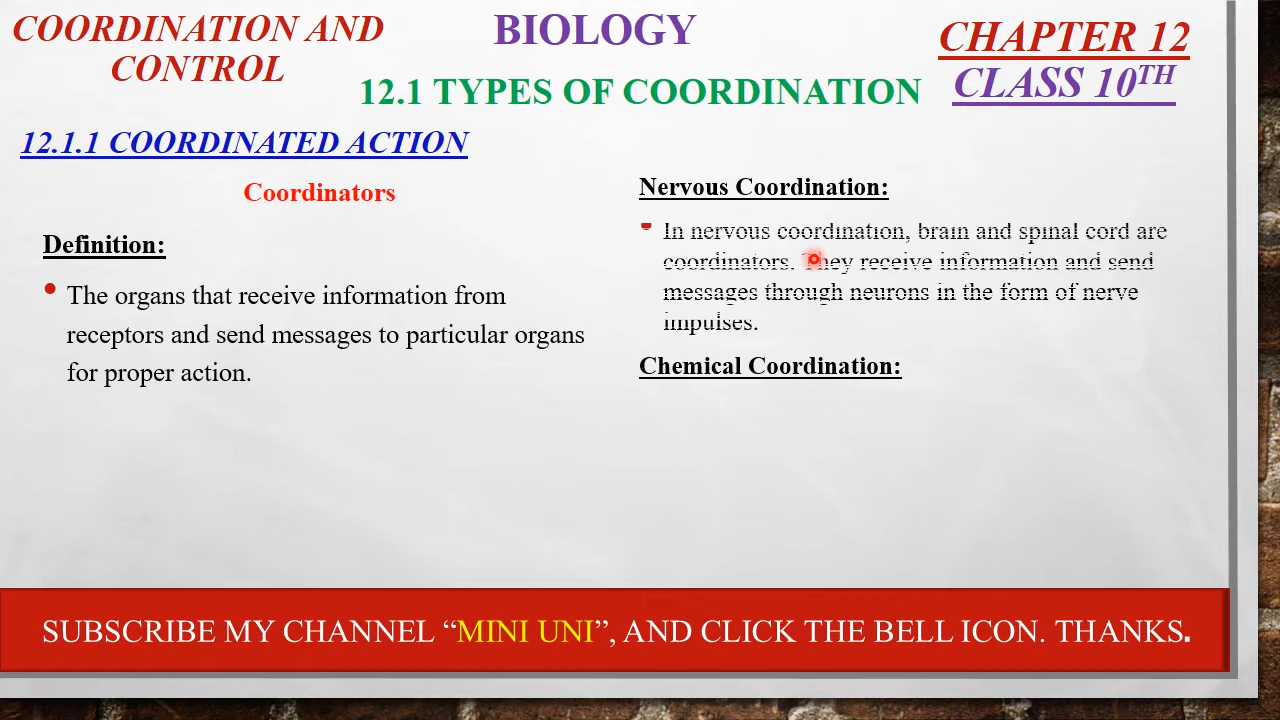 COORDINATION AND
CONTROL
BIOLOGY
12.1 TYPES OF COORDINATION
CHAPTER 12
CLASS 10TH
12.1.1 COORDINATED ACTION
Coordinators
Definition:
The organs that receive information from
receptors and send messages to particular organs
for proper action.
Nervous Coordination:
In nervous coordination, brain and spinal cord are
coordinators. They receive information and send
messages through neurons in the form of nerve
impulses.
Chemical Coordination:
SUBSCRIBE MY CHANNEL “MINI UNI”, AND CLICK THE BELL ICON. THANKS.